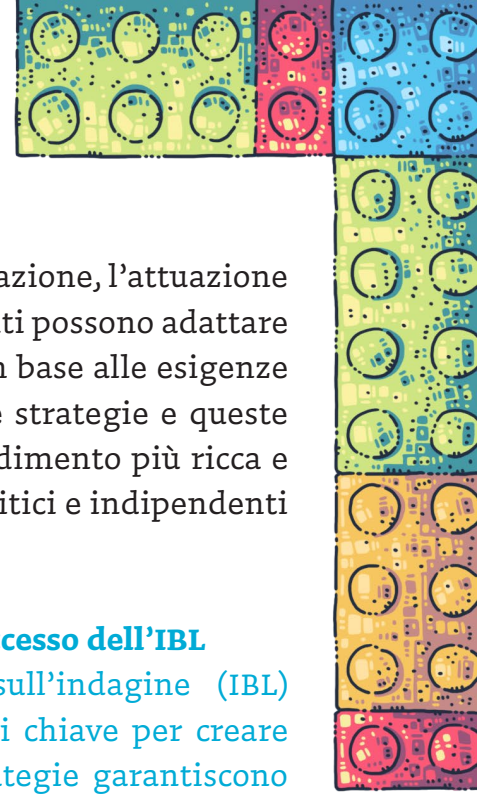 azione, l’attuazione
ti possono adattare
base alle esigenze
strategie e queste
dimento più ricca e
itici e indipendenti
cesso dell’IBL
sull’indagine (IBL)
i chiave per creare
ategie garantiscono